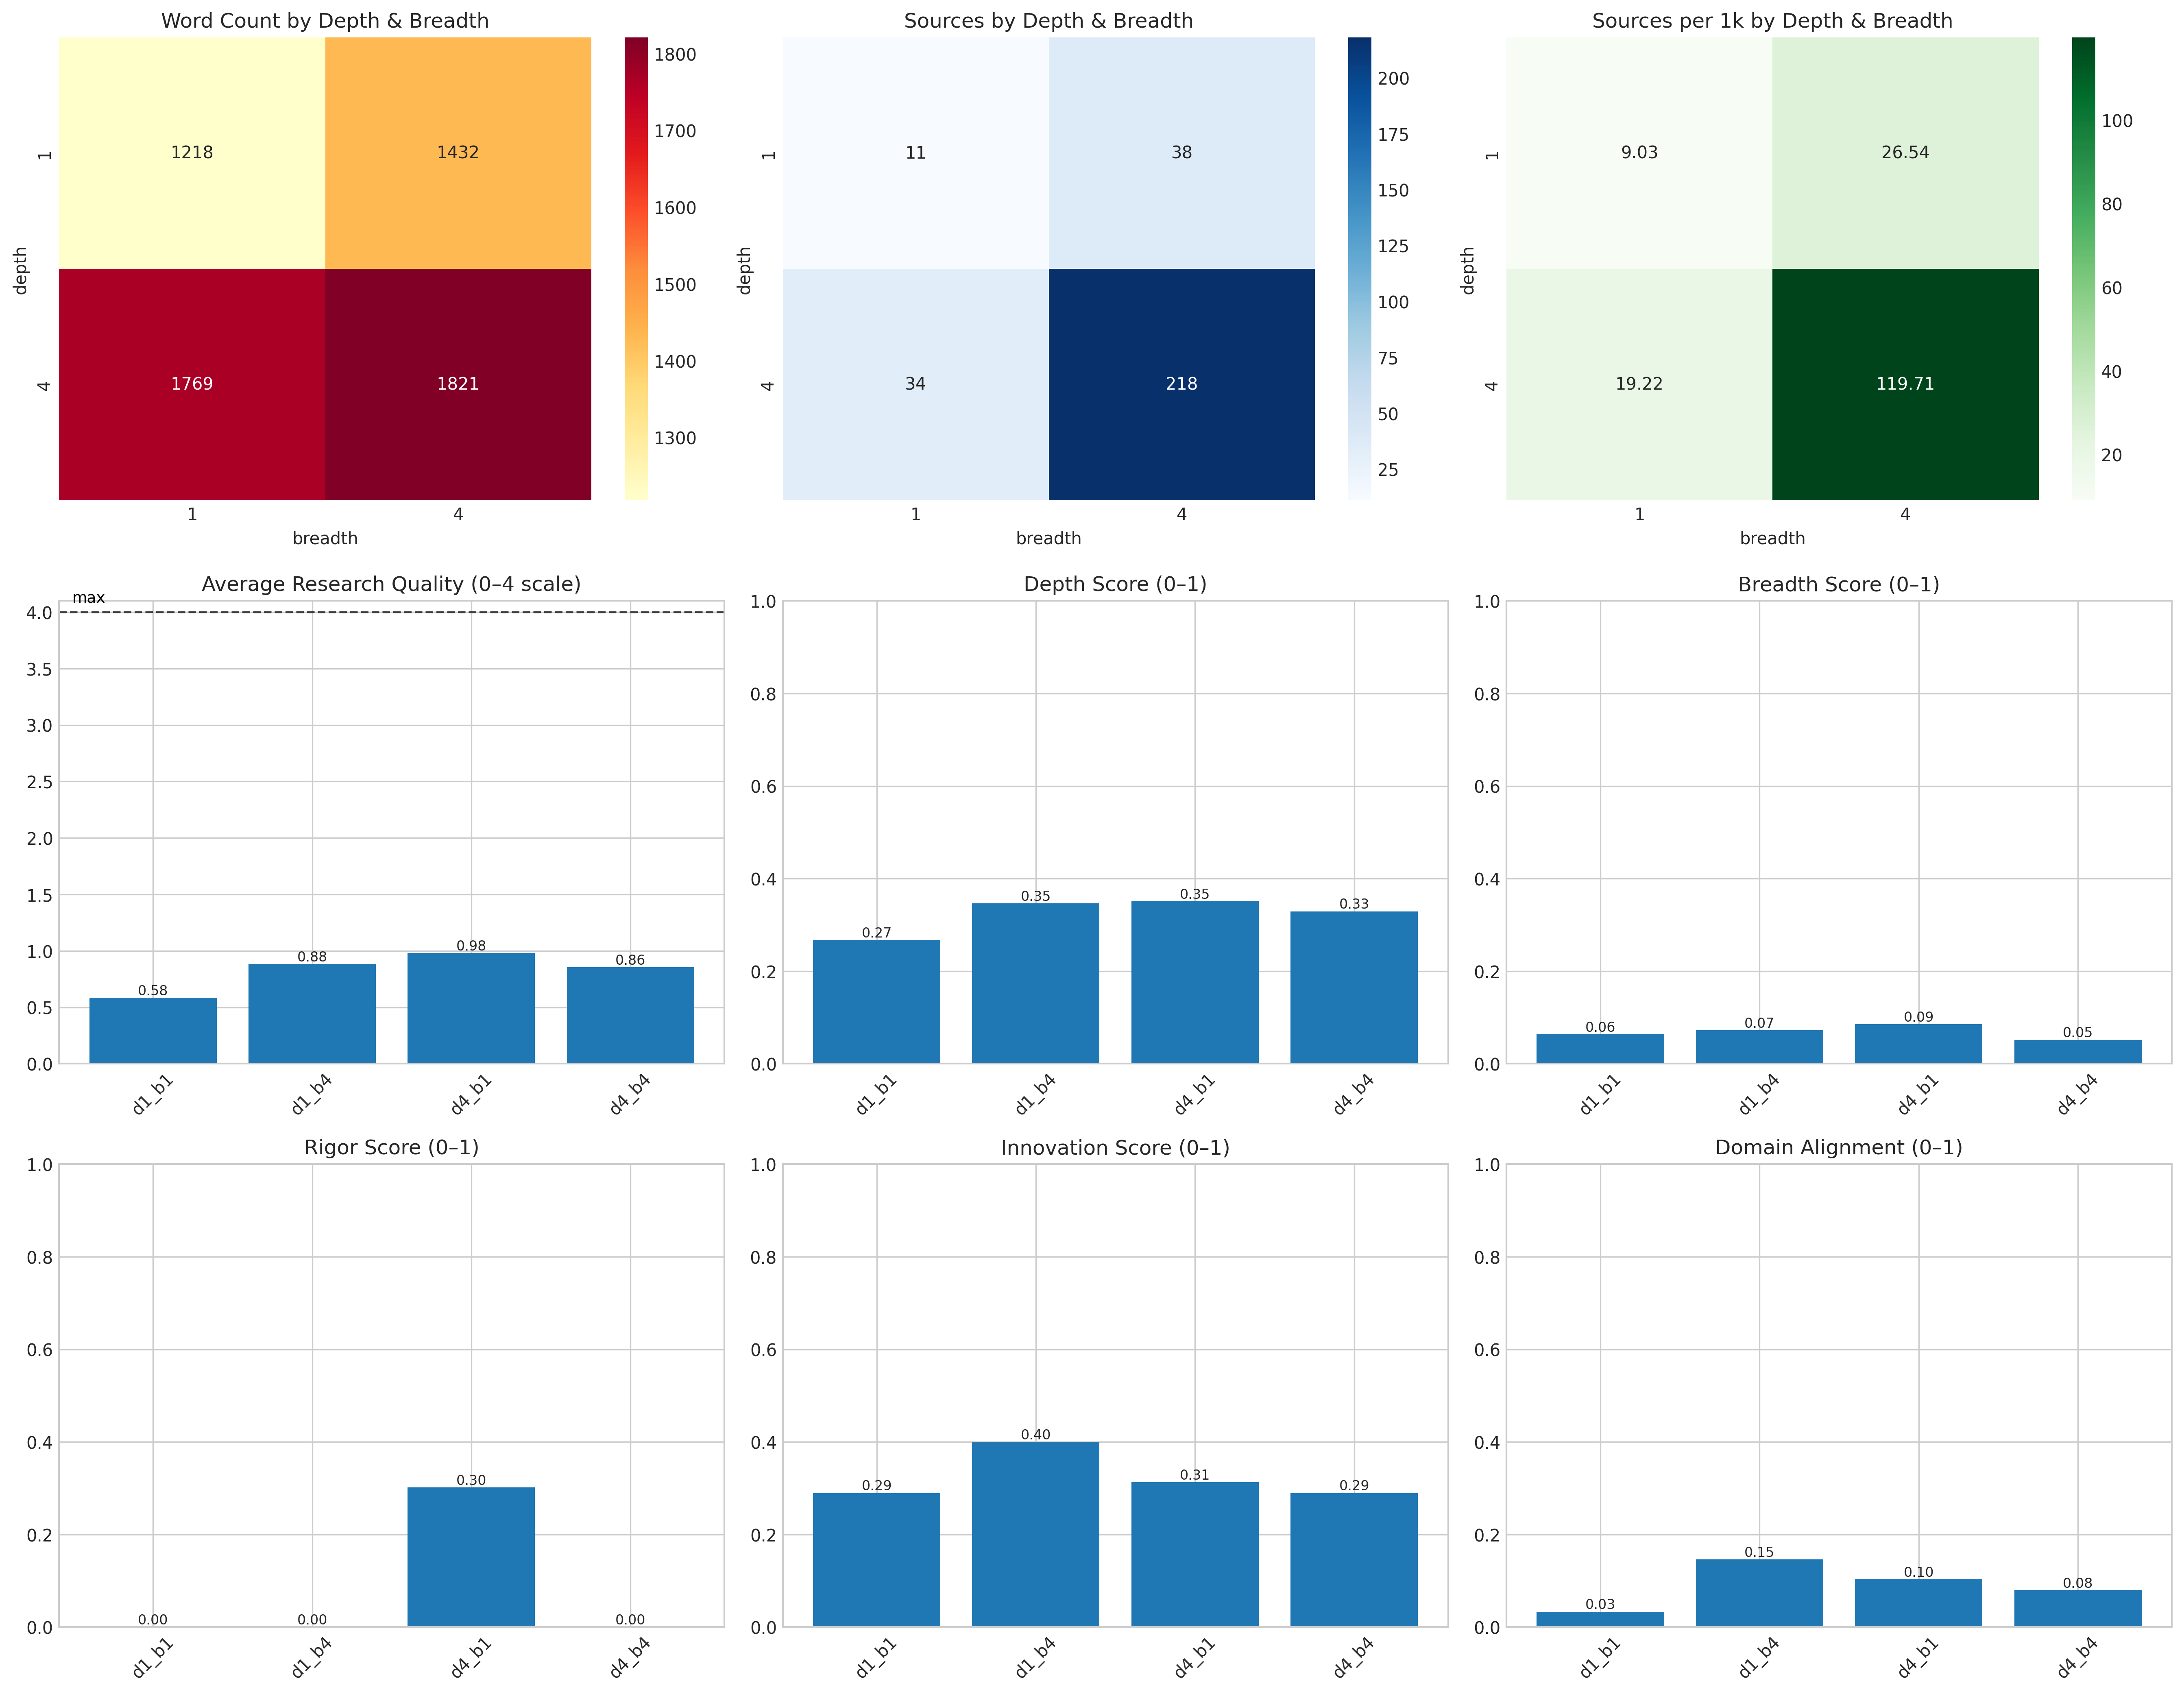 Word Count by Depth & Breadth
1218
1432
1769
1821
1
4
depth
1
4
breadth
1800
1700
1600
1500
1400
1300
Sources by Depth & Breadth
11
38
34
218
1
4
depth
1
4
breadth
200
175
150
125
100
75
50
25
Sources per 1k by Depth & Breadth
9.03
26.54
19.22
119.71
1
4
depth
1
4
breadth
100
80
60
40
20
Average Research Quality (0–4 scale)
max
4.0
3.5
3.0
2.5
2.0
1.5
1.0
0.5
0.0
0.58
0.88
0.98
0.86
d1_b1
d1_b4
d4_b1
d4_b4
Depth Score (0–1)
1.0
0.8
0.6
0.4
0.2
0.0
0.27
0.35
0.35
0.33
d1_b1
d1_b4
d4_b1
d4_b4
Breadth Score (0–1)
1.0
0.8
0.6
0.4
0.2
0.0
0.06
0.07
0.09
0.05
d1_b1
d1_b4
d4_b1
d4_b4
Rigor Score (0–1)
1.0
0.8
0.6
0.4
0.2
0.0
0.00
0.00
0.30
0.00
d1_b1
d1_b4
d4_b1
d4_b4
Innovation Score (0–1)
1.0
0.8
0.6
0.4
0.2
0.0
0.29
0.40
0.31
0.29
d1_b1
d1_b4
d4_b1
d4_b4
Domain Alignment (0–1)
1.0
0.8
0.6
0.4
0.2
0.0
0.03
0.15
0.10
0.08
d1_b1
d1_b4
d4_b1
d4_b4